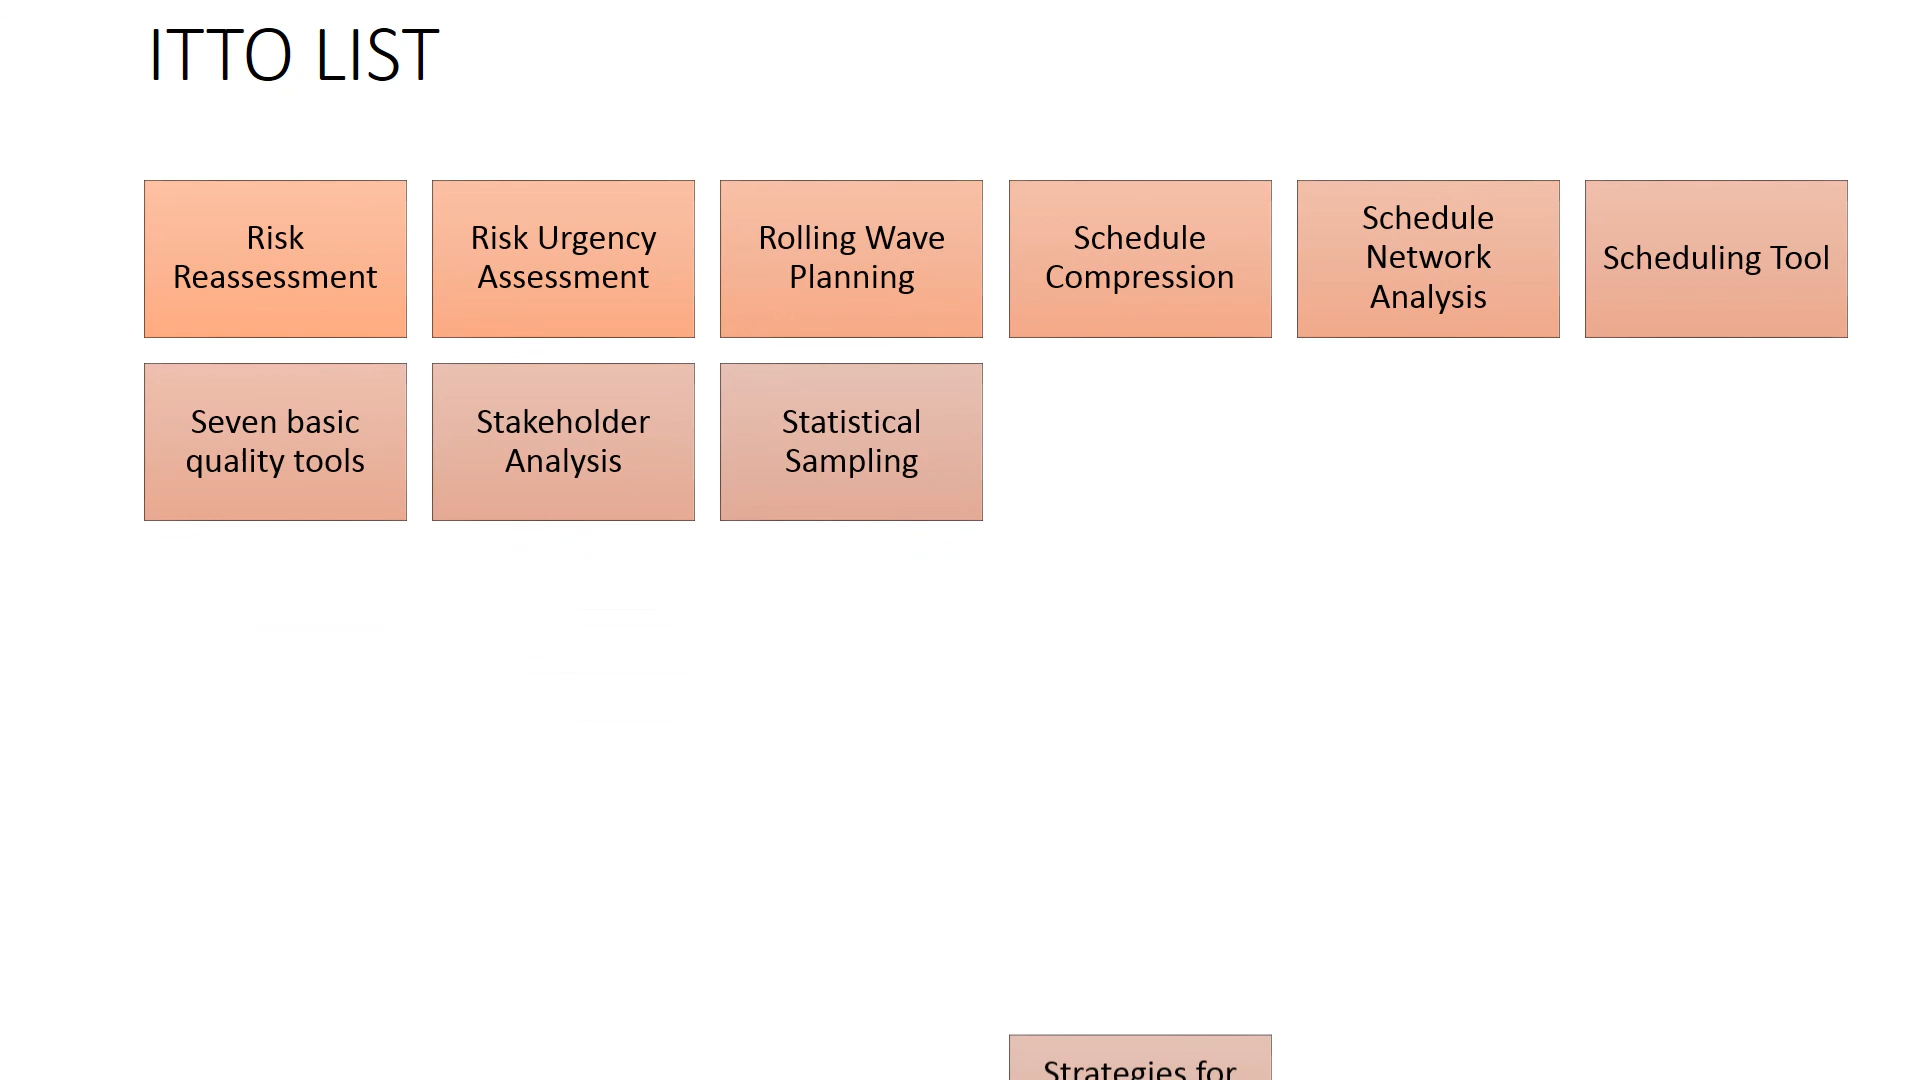 ITTO LIST
Risk
Reassessment
Risk Urgency
Assessment
Rolling Wave
Planning
Schedule
Compression
Schedule
Network
Analysis
Scheduling Tool
Seven basic
quality tools
Stakeholder
Analysis
Statistical
Sampling
Strategies for